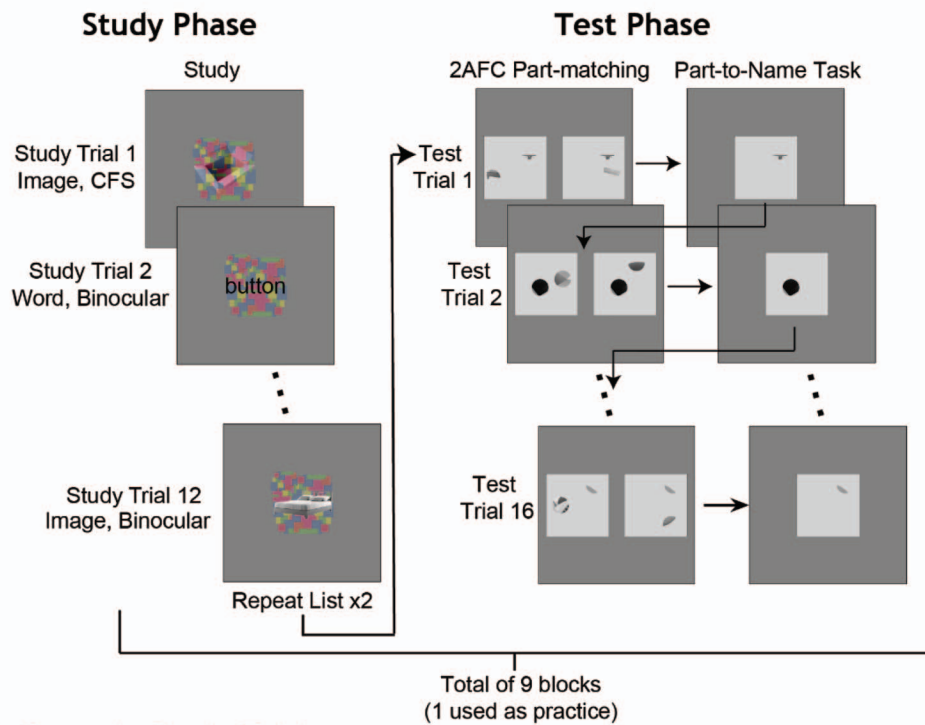 Study Phase
Test Phase
Study
2AFC Part-matching
Part-to-Name Task
Study Trial 1
Image, CFS
Test
Trial 1
Study Trial 2
Word, Binocular
button
Test
Trial 2
Study Trial 12
Image, Binocular
Test
Trial 16
Repeat List x2
Total of 9 blocks
(1 used as practice)